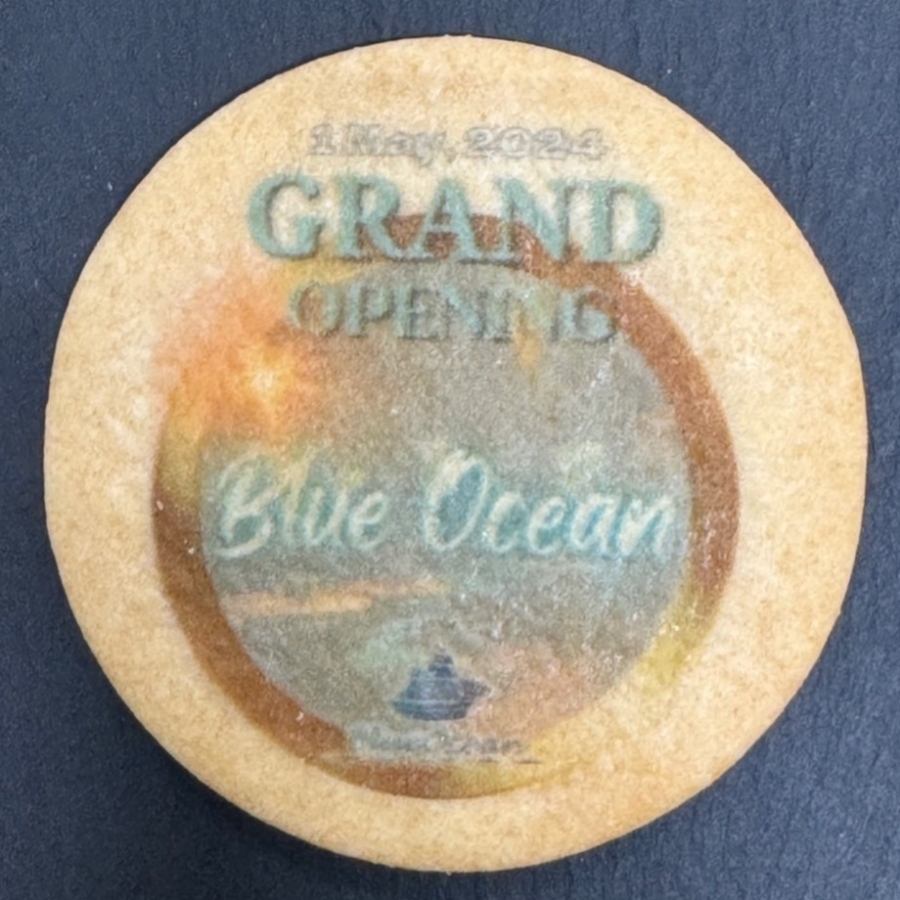 1 May, 2024
GRAND
OPENING
Blue Ocean